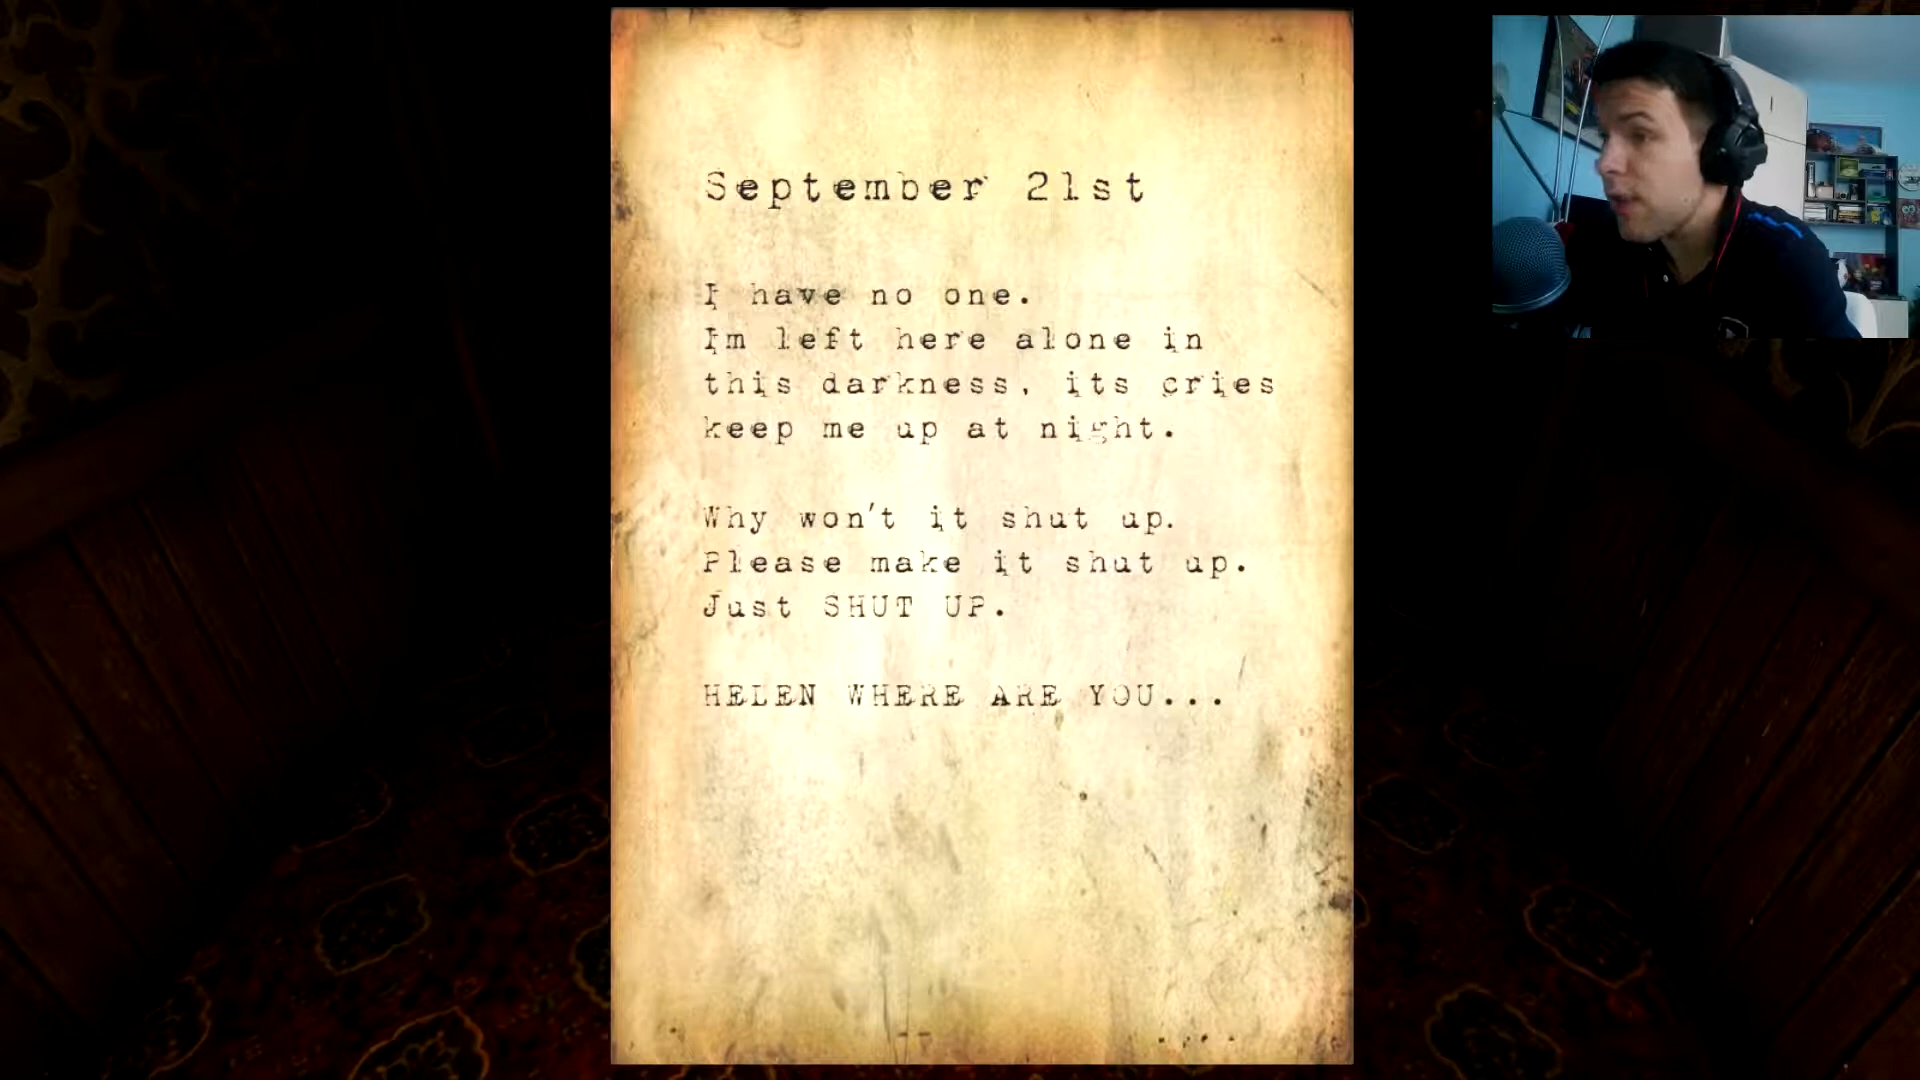 September 21st
I have no one.
Im left here alone in
this darkness, its cries
keep me up at night.
Why won't it shut up.
Please make it shut up.
Just SHUT UP.
HELEN WHERE ARE YOU...